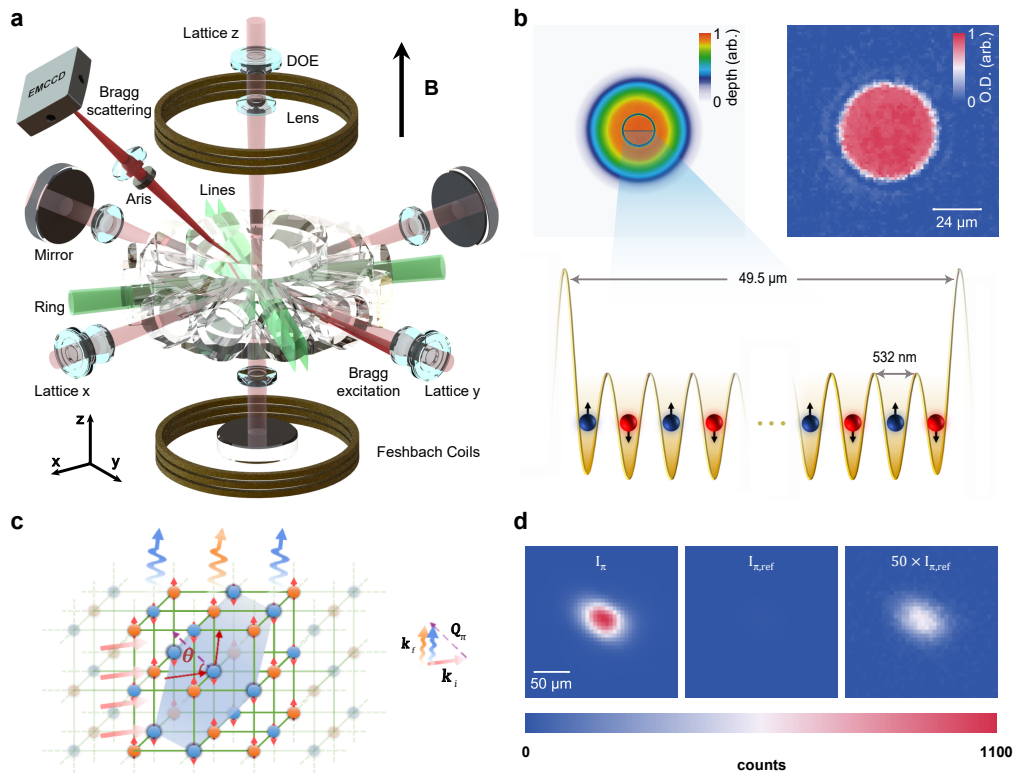 a
Lattice z
DOE
EMCCD
Bragg
scattering
B
Lens
Aris
Lines
Mirror
Ring
Lattice x
Bragg
excitation
Lattice y
z
x
y
Feshbach Coils
b
1
0
depth (arb.)
1
0
O.D. (arb.)
24 µm
49.5 µm
532 nm
c
θ
k_f
Q_π
k_i
d
I_π
I_π,ref
50 × I_π,ref
50 µm
0
1100
counts